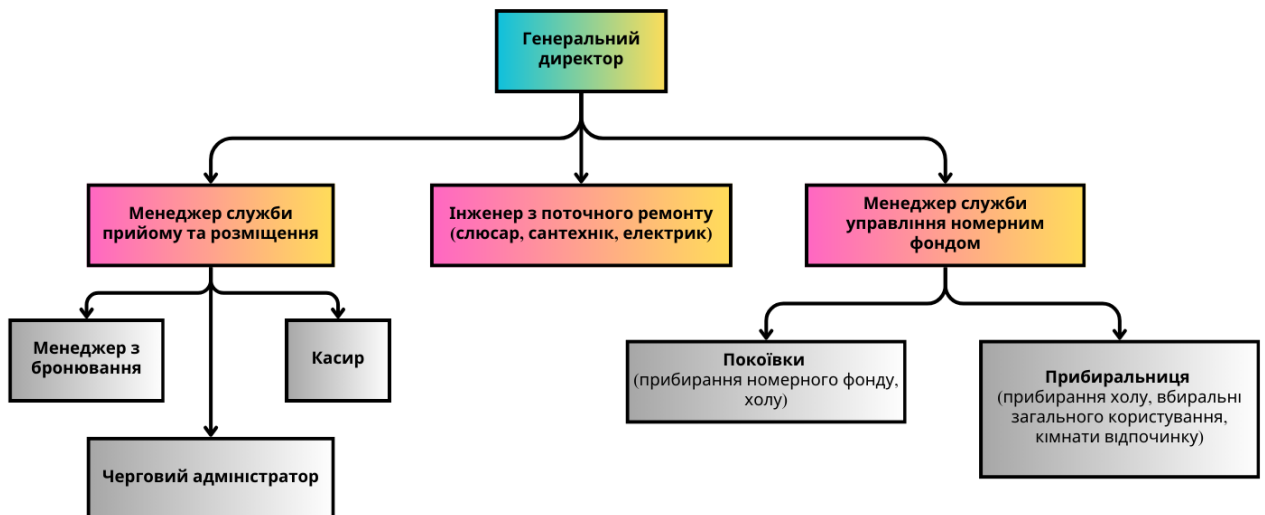 Генеральний
директор
Менеджер служби
прийому та розміщення
Інженер з поточного ремонту
(слюсар, сантехнік, електрик)
Менеджер служби
управління номерним
фондом
Менеджер з
бронювання
Касир
Черговий адміністратор
Покоївки
(прибирання номерного фонду,
холу)
Прибиральниця
(прибирання холу, вбиральні
загального користування,
кімнати відпочинку)